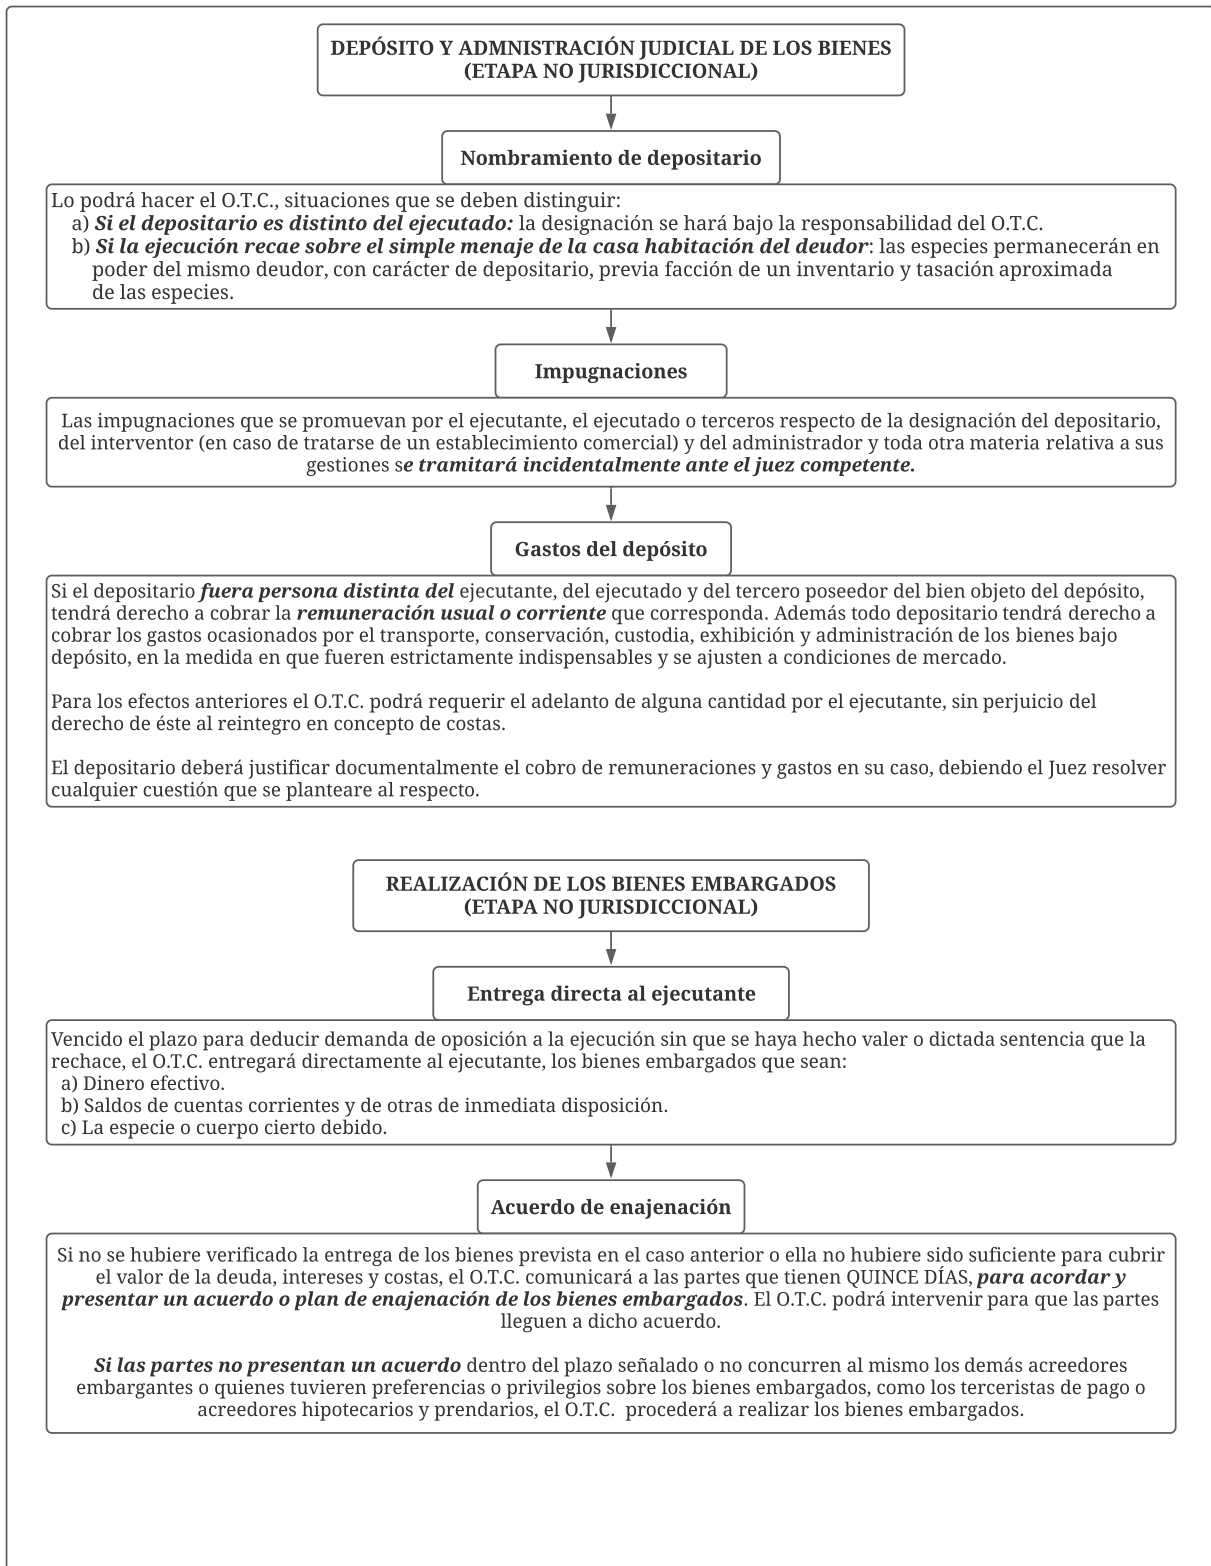 DEPÓSITO Y ADMNISTRACIÓN JUDICIAL DE LOS BIENES
(ETAPA NO JURISDICCIONAL)
Nombramiento de depositario
Lo podrá hacer el O.T.C., situaciones que se deben distinguir:
a) Si el depositario es distinto del ejecutado: la designación se hará bajo la responsabilidad del O.T.C.
b) Si la ejecución recae sobre el simple menaje de la casa habitación del deudor: las especies permanecerán en
poder del mismo deudor, con carácter de depositario, previa facción de un inventario y tasación aproximada
de las especies.
Impugnaciones
Las impugnaciones que se promuevan por el ejecutante, el ejecutado o terceros respecto de la designación del depositario,
del interventor (en caso de tratarse de un establecimiento comercial) y del administrador y toda otra materia relativa a sus
gestiones se tramitará incidentalmente ante el juez competente.
Gastos del depósito
Si el depositario fuera persona distinta del ejecutante, del ejecutado y del tercero poseedor del bien objeto del depósito,
tendrá derecho a cobrar la remuneración usual o corriente que corresponda. Además todo depositario tendrá derecho a
cobrar los gastos ocasionados por el transporte, conservación, custodia, exhibición y administración de los bienes bajo
depósito, en la medida en que fueren estrictamente indispensables y se ajusten a condiciones de mercado.
Para los efectos anteriores el O.T.C. podrá requerir el adelanto de alguna cantidad por el ejecutante, sin perjuicio del
derecho de éste al reintegro en concepto de costas.
El depositario deberá justificar documentalmente el cobro de remuneraciones y gastos en su caso, debiendo el Juez resolver
cualquier cuestión que se planteare al respecto.
REALIZACIÓN DE LOS BIENES EMBARGADOS
(ETAPA NO JURISDICCIONAL)
Entrega directa al ejecutante
Vencido el plazo para deducir demanda de oposición a la ejecución sin que se haya hecho valer o dictada sentencia que la
rechace, el O.T.C. entregará directamente al ejecutante, los bienes embargados que sean:
a) Dinero efectivo.
b) Saldos de cuentas corrientes y de otras de inmediata disposición.
c) La especie o cuerpo cierto debido.
Acuerdo de enajenación
Si no se hubiere verificado la entrega de los bienes prevista en el caso anterior o ella no hubiere sido suficiente para cubrir
el valor de la deuda, intereses y costas, el O.T.C. comunicará a las partes que tienen QUINCE DÍAS, para acordar y
presentar un acuerdo o plan de enajenación de los bienes embargados. El O.T.C. podrá intervenir para que las partes
lleguen a dicho acuerdo.
Si las partes no presentan un acuerdo dentro del plazo señalado o no concurren al mismo los demás acreedores
embargantes o quienes tuvieren preferencias o privilegios sobre los bienes embargados, como los terceristas de pago o
acreedores hipotecarios y prendarios, el O.T.C. procederá a realizar los bienes embargados.